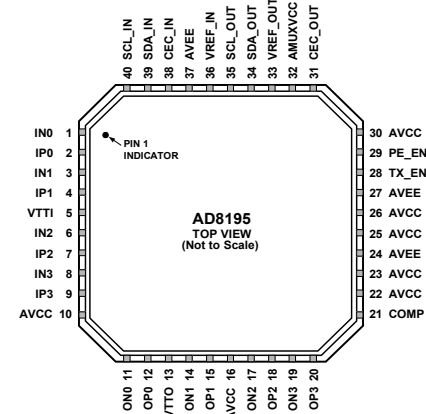 40 SCL_IN
39 SDA_IN
38 CEC_IN
37 AVEE
36 VREF_IN
35 SCL_OUT
34 SDA_OUT
33 VREF_OUT
32 AMUXVCC
31 CEC_OUT
IN0 1
IP0 2
IN1 3
IP1 4
VTTI 5
IN2 6
IP2 7
IN3 8
IP3 9
AVCC 10
PIN 1
INDICATOR
AD8195
TOP VIEW
(Not to Scale)
30 AVCC
29 PE_EN
28 TX_EN
27 AVEE
26 AVCC
25 AVCC
24 AVEE
23 AVCC
22 AVCC
21 COMP
ON0 11
OP0 12
VTTO 13
ON1 14
OP1 15
AVCC 16
ON2 17
OP2 18
ON3 19
OP3 20